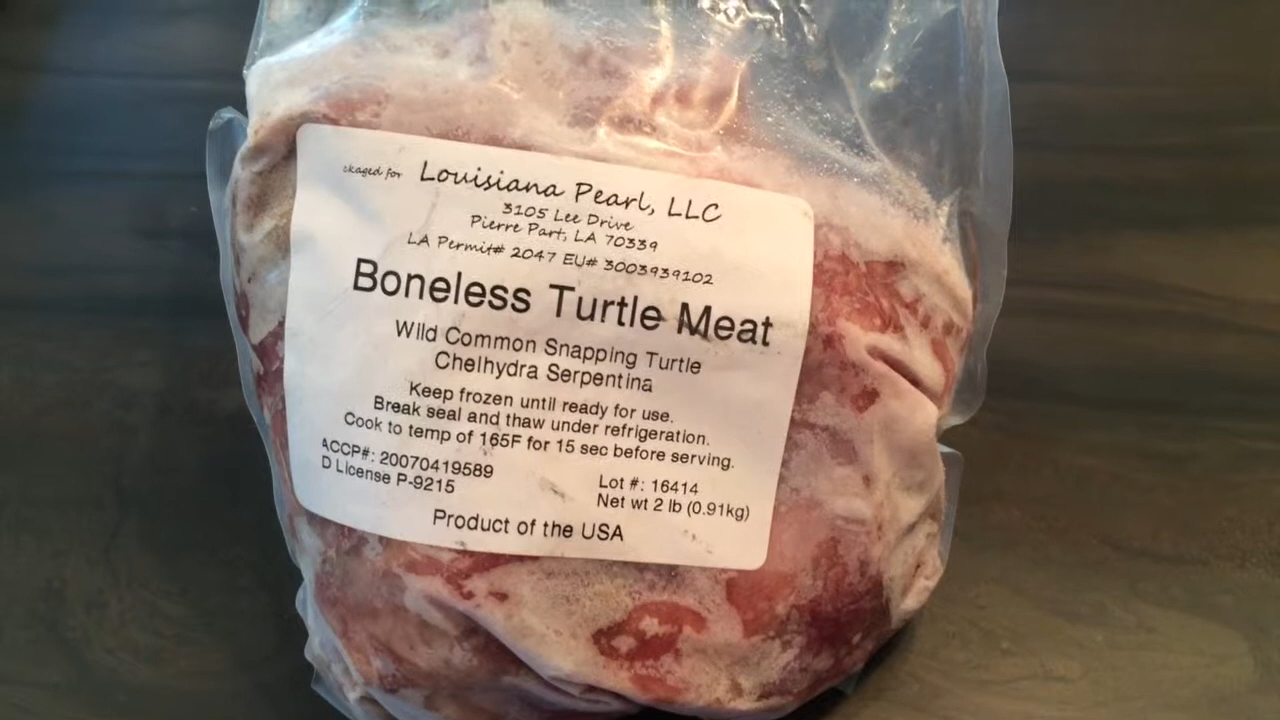 ckaged for Louisiana Pearl, LLC
3105 Lee Drive
Pierre Part, LA 70339
LA Permit# 2047 EU# 3003939102
Boneless Turtle Meat
Wild Common Snapping Turtle
Chelhydra Serpentina
Keep frozen until ready for use.
Break seal and thaw under refrigeration.
Cook to temp of 165F for 15 sec before serving.
ACCP#: 20070419589
D License P-9215
Lot #: 16414
Net wt 2 lb (0.91kg)
Product of the USA